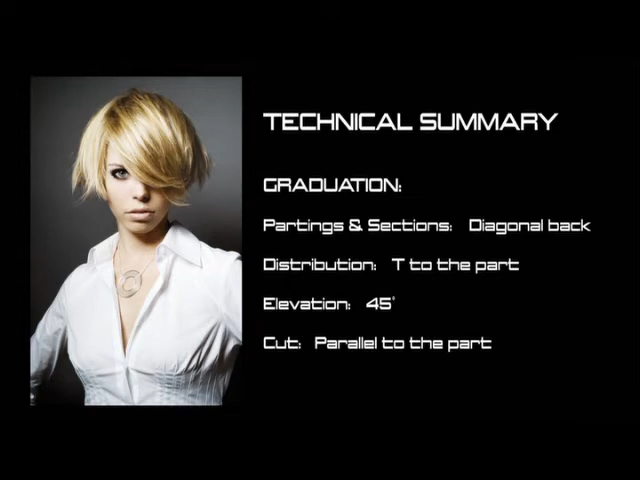 TECHNICAL SUMMARY
GRADUATION:
Partings & Sections: Diagonal back
Distribution: T to the part
Elevation: 45°
Cut: Parallel to the part